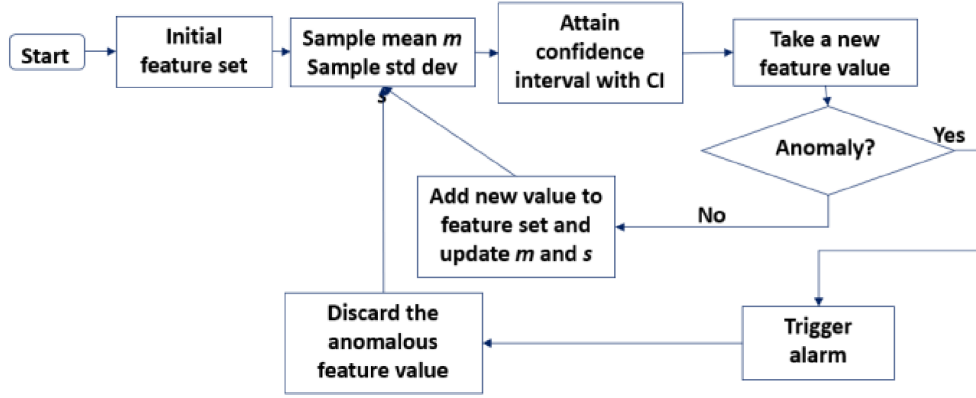 Start
Initial
feature set
Sample mean m
Sample std dev
s
Attain
confidence
interval with CI
Take a new
feature value
Anomaly?
Yes
No
Add new value to
feature set and
update m and s
Discard the
anomalous
feature value
Trigger
alarm